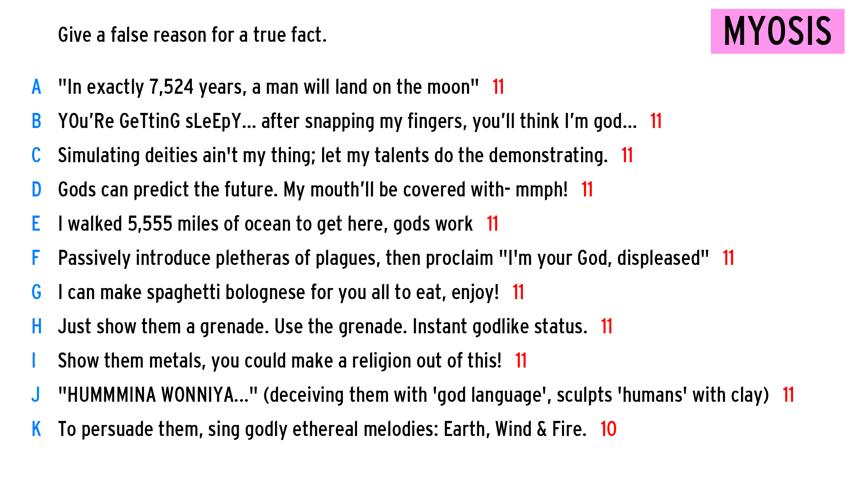 Give a false reason for a true fact.
MYOSIS
A "In exactly 7,524 years, a man will land on the moon" 11
B YOu'Re GeTtinG sLeEpY... after snapping my fingers, you'll think I'm god... 11
C Simulating deities ain't my thing; let my talents do the demonstrating. 11
D Gods can predict the future. My mouth'll be covered with- mmph! 11
E I walked 5,555 miles of ocean to get here, gods work 11
F Passively introduce pletheras of plagues, then proclaim "I'm your God, displeased" 11
G I can make spaghetti bolognese for you all to eat, enjoy! 11
H Just show them a grenade. Use the grenade. Instant godlike status. 11
I Show them metals, you could make a religion out of this! 11
J "HUMMMINA WONNIYA..." (deceiving them with 'god language', sculpts 'humans' with clay) 11
K To persuade them, sing godly ethereal melodies: Earth, Wind & Fire. 10